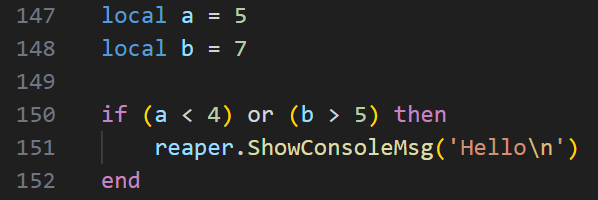 147 local a = 5
148 local b = 7
149
150 if (a < 4) or (b > 5) then
151     reaper.ShowConsoleMsg('Hello\n')
152 end